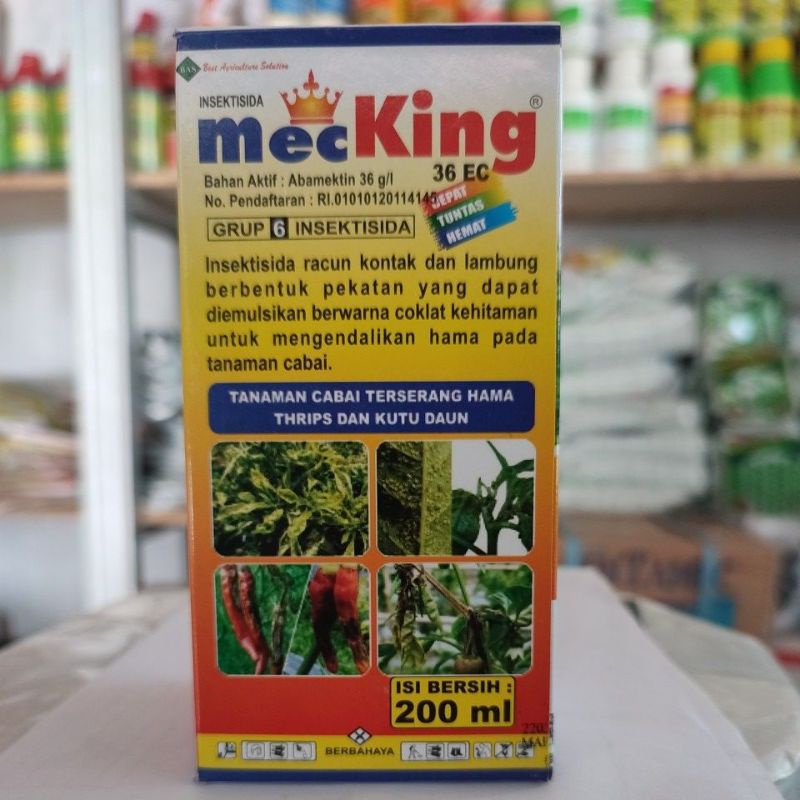 BAS Best Agriculture Solution
INSEKTISIDA
mecKing®
36 EC
Bahan Aktif : Abamektin 36 g/l
No. Pendaftaran : RI.01010120114145
CEPAT
TUNTAS
HEMAT
GRUP 6 INSEKTISIDA
Insektisida racun kontak dan lambung
berbentuk pekatan yang dapat
diemulsikan berwarna coklat kehitaman
untuk mengendalikan hama pada
tanaman cabai.
TANAMAN CABAI TERSERANG HAMA
THRIPS DAN KUTU DAUN
ISI BERSIH :
200 ml
BERBAHAYA